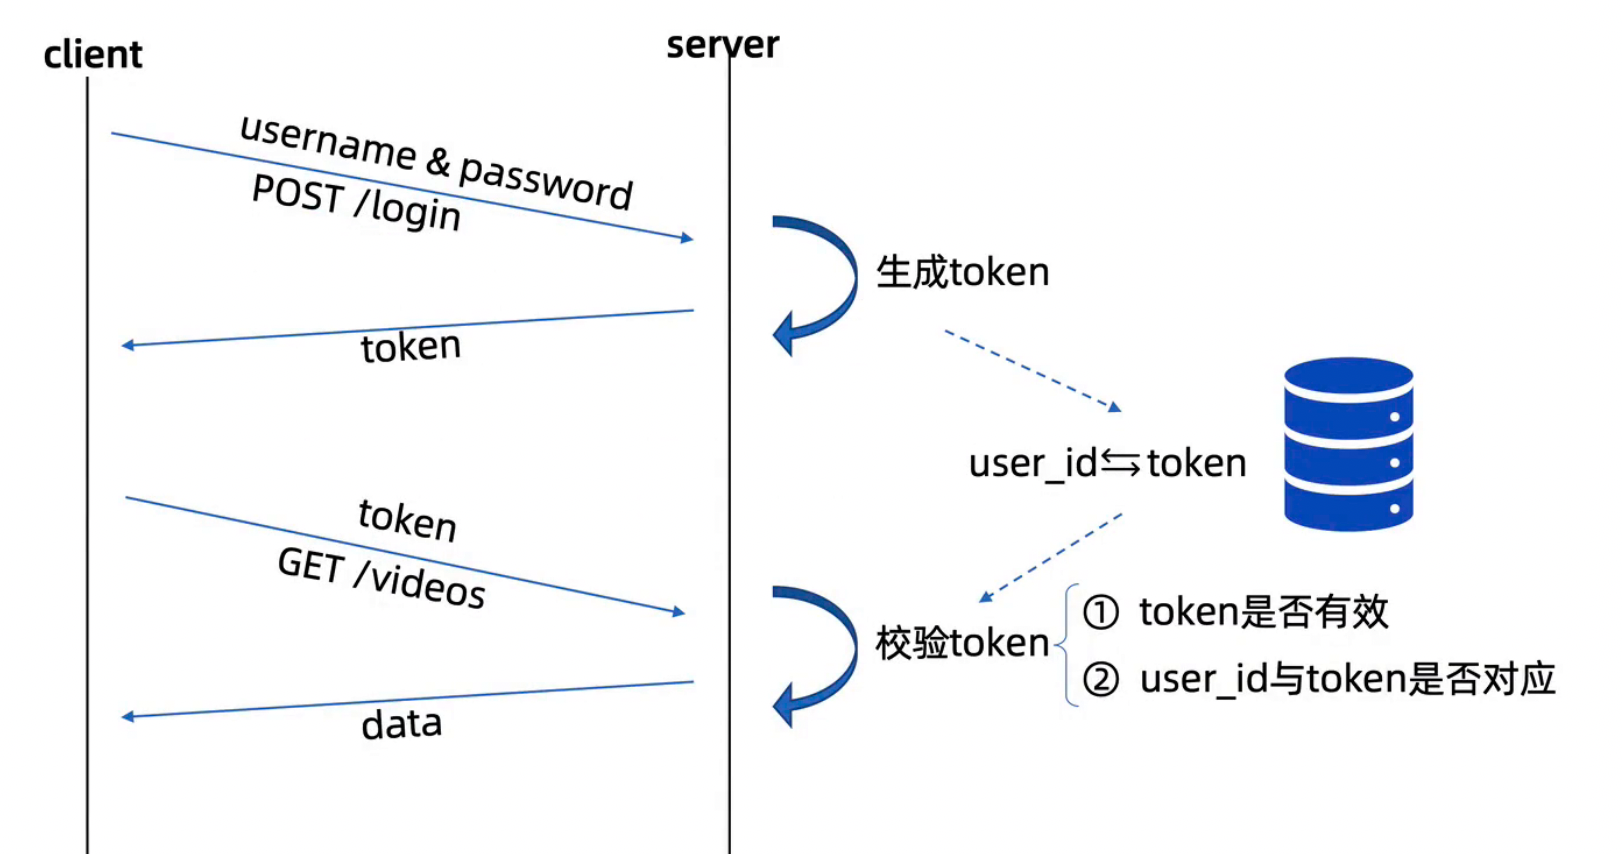 client
server
username & password
POST /login
生成token
token
user_id⇆token
token
GET /videos
校验token
① token是否有效
② user_id与token是否对应
data